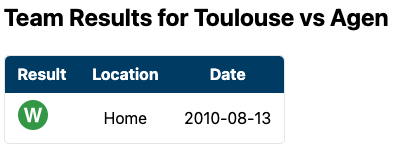 Team Results for Toulouse vs Agen
Result Location Date
W Home 2010-08-13